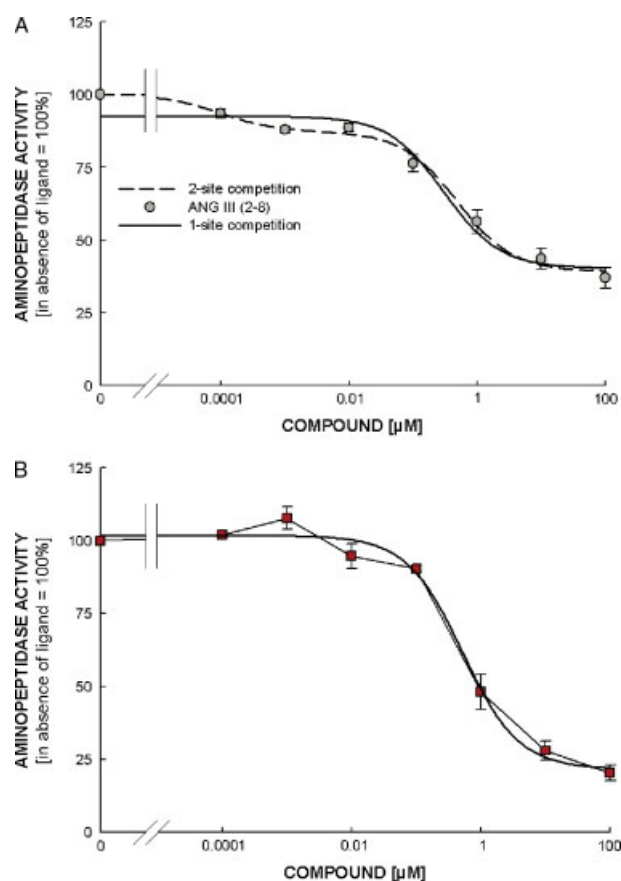 A
AMINOPEPTIDASE ACTIVITY
[in absence of ligand = 100%]
125
100
75
50
25
0
2-site competition
ANG III (2-8)
1-site competition
0
0.0001
0.01
1
100
COMPOUND [µM]
B
AMINOPEPTIDASE ACTIVITY
[in absence of ligand = 100%]
125
100
75
50
25
0
0
0.0001
0.01
1
100
COMPOUND [µM]